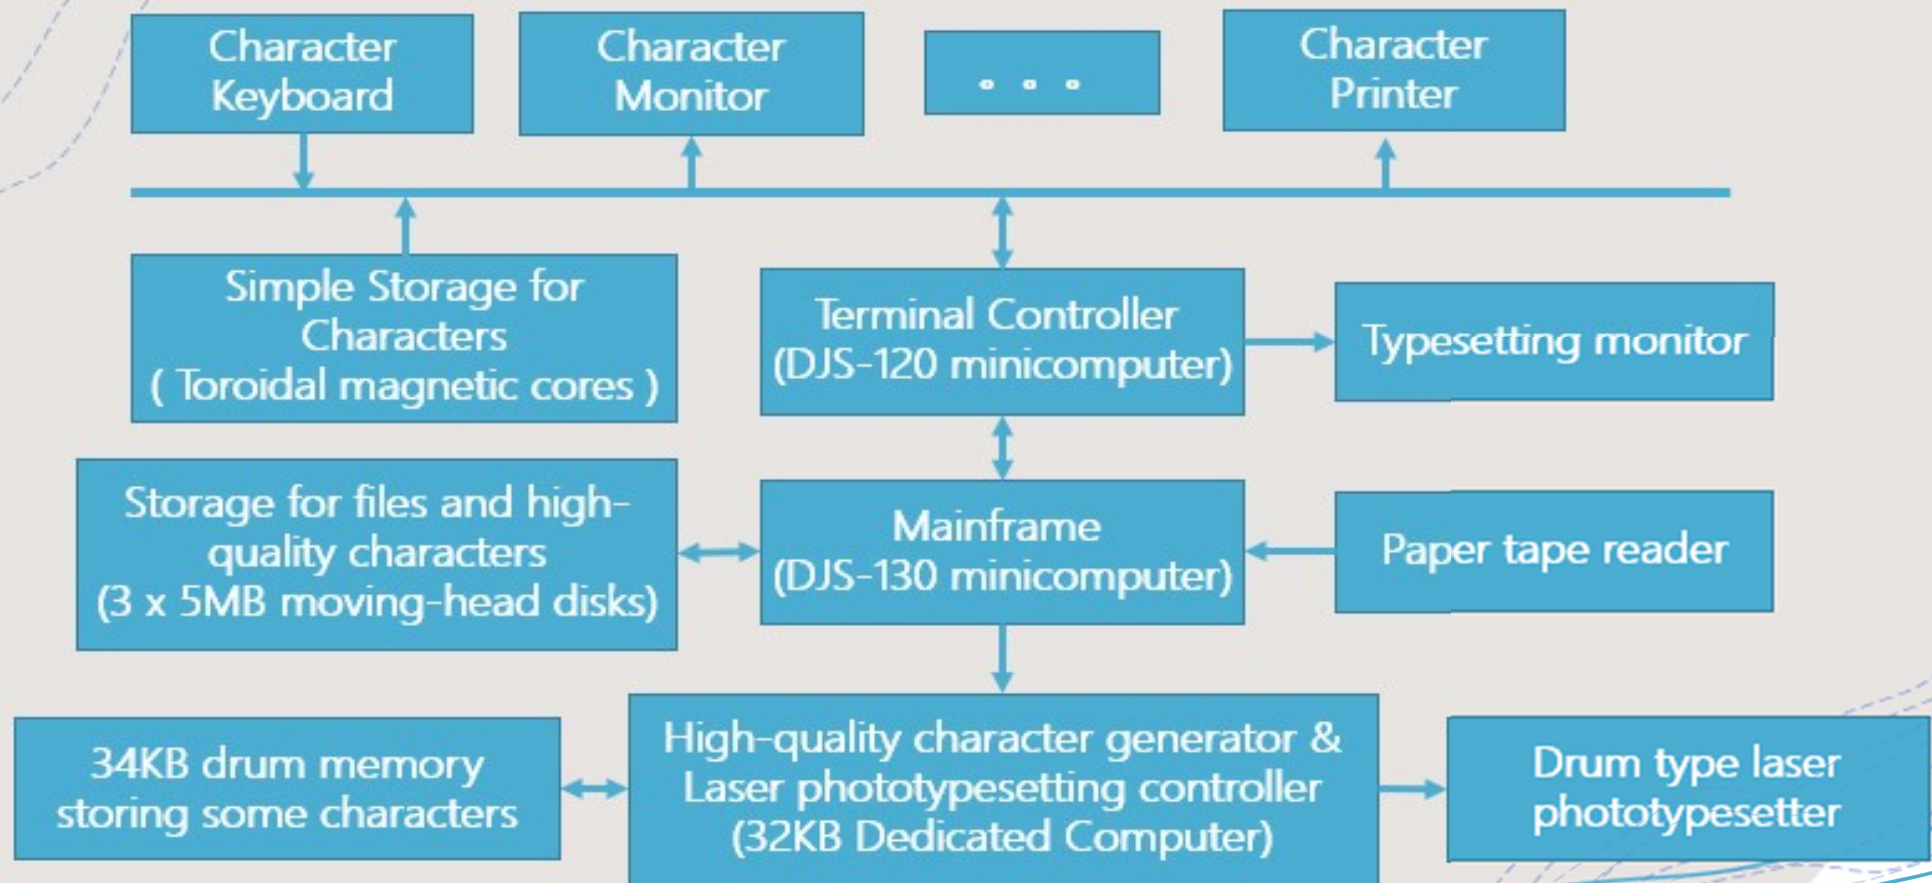 Character
Keyboard
Character
Monitor
. . .
Character
Printer
Simple Storage for
Characters
( Toroidal magnetic cores )
Terminal Controller
(DJS-120 minicomputer)
Typesetting monitor
Storage for files and high-
quality characters
(3 x 5MB moving-head disks)
Mainframe
(DJS-130 minicomputer)
Paper tape reader
34KB drum memory
storing some characters
High-quality character generator &
Laser phototypesetting controller
(32KB Dedicated Computer)
Drum type laser
phototypesetter